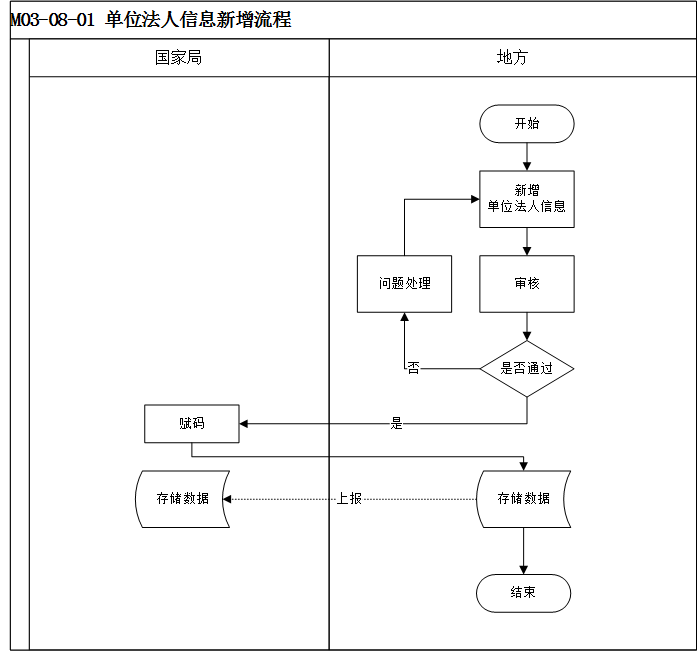 M03-08-01 单位法人信息新增流程
国家局
地方
开始
新增
单位法人信息
问题处理
审核
否
是否通过
赋码
是
存储数据
上报
存储数据
结束